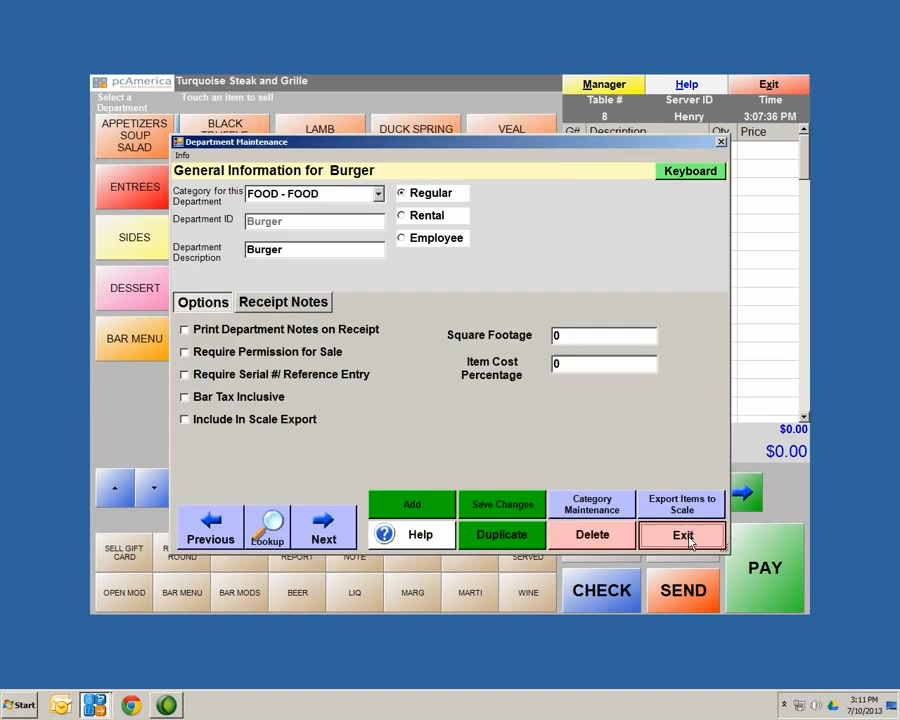 pcAmerica
Turquoise Steak and Grille
Manager
Help
Exit
Select a
Department
Touch an item to sell
Table #
Server ID
Time
8
Henry
3:07:36 PM
APPETIZERS
SOUP
SALAD
BLACK
LAMB
DUCK SPRING
VEAL
G#
Description
Qty
Price
ENTREES
SIDES
DESSERT
BAR MENU
Department Maintenance
Info
General Information for Burger
Keyboard
Category for this
Department
FOOD - FOOD
Regular
Department ID
Burger
Rental
Department
Description
Burger
Employee
Options
Receipt Notes
Print Department Notes on Receipt
Require Permission for Sale
Require Serial #/ Reference Entry
Bar Tax Inclusive
Include In Scale Export
Square Footage
0
Item Cost
Percentage
0
Previous
Lookup
Next
Add
Save Changes
Category
Maintenance
Export Items to
Scale
Help
Duplicate
Delete
Exit
$0.00
$0.00
SELL GIFT
CARD
ROUND
REPORT
NOTE
SERVED
OPEN MOD
BAR MENU
BAR MODS
BEER
LIQ
MARG
MARTI
WINE
CHECK
SEND
PAY
Start
3:11 PM
7/10/2013